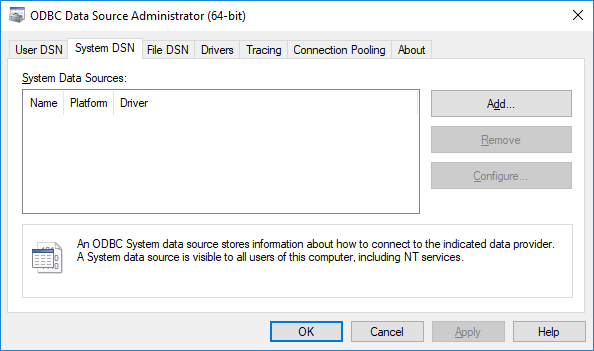 ODBC Data Source Administrator (64-bit)
User DSN System DSN File DSN Drivers Tracing Connection Pooling About
System Data Sources:
Name Platform Driver
Add...
Remove
Configure...
An ODBC System data source stores information about how to connect to the indicated data provider.
A System data source is visible to all users of this computer, including NT services.
OK Cancel Apply Help